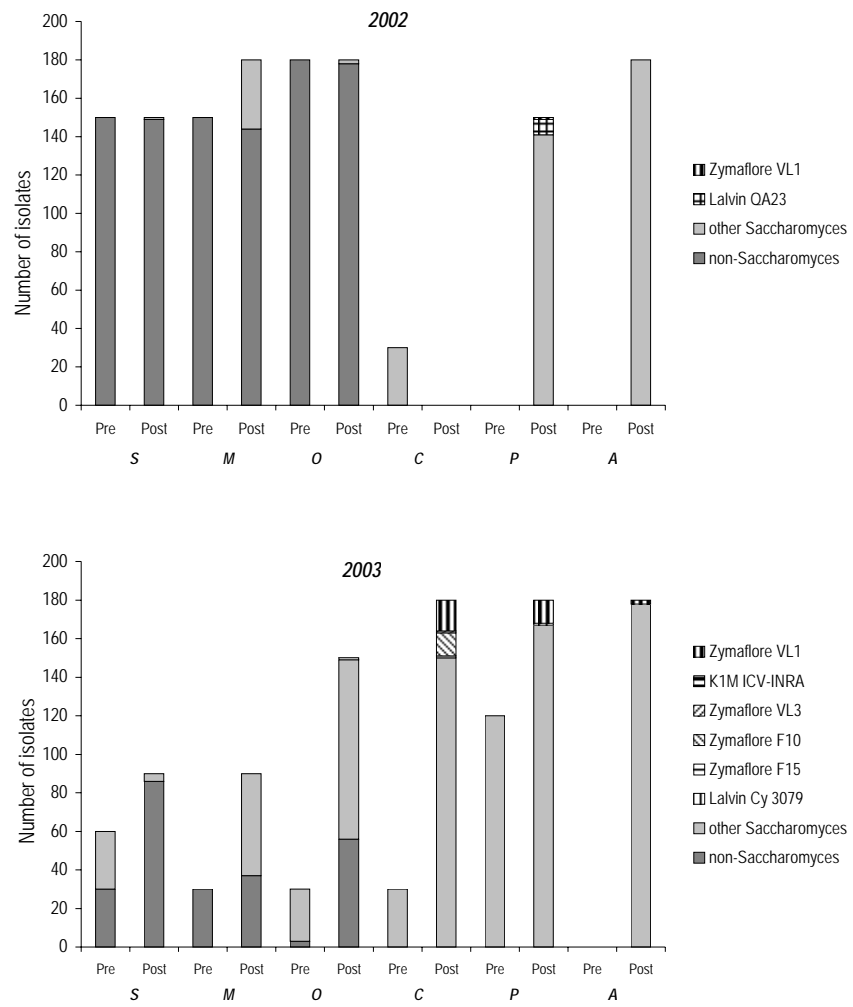 2002
Number of isolates
200
180
160
140
120
100
80
60
40
20
0
Pre Post Pre Post Pre Post Pre Post Pre Post Pre Post
S M O C P A
Zymaflore VL1
Lalvin QA23
other Saccharomyces
non-Saccharomyces
2003
Number of isolates
200
180
160
140
120
100
80
60
40
20
0
Pre Post Pre Post Pre Post Pre Post Pre Post Pre Post
S M O C P A
Zymaflore VL1
K1M ICV-INRA
Zymaflore VL3
Zymaflore F10
Zymaflore F15
Lalvin Cy 3079
other Saccharomyces
non-Saccharomyces